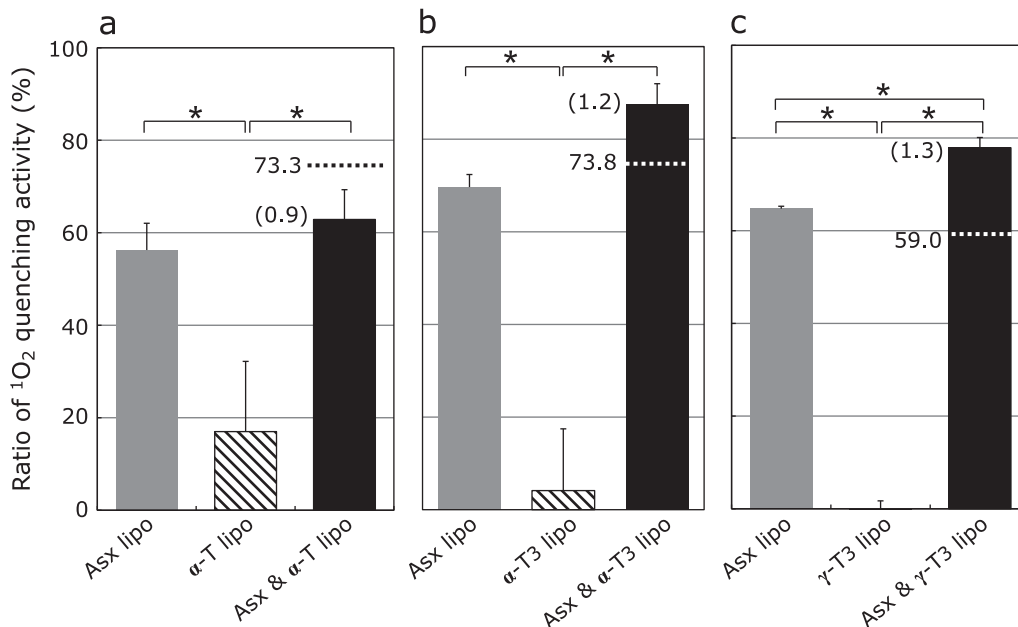 a
b
c
Ratio of ¹O₂ quenching activity (%)
100
80
60
40
20
0
*
*
73.3
(0.9)
Asx lipo
α-T lipo
Asx & α-T lipo
*
*
(1.2)
73.8
Asx lipo
α-T3 lipo
Asx & α-T3 lipo
*
*
*
(1.3)
59.0
Asx lipo
γ-T3 lipo
Asx & γ-T3 lipo